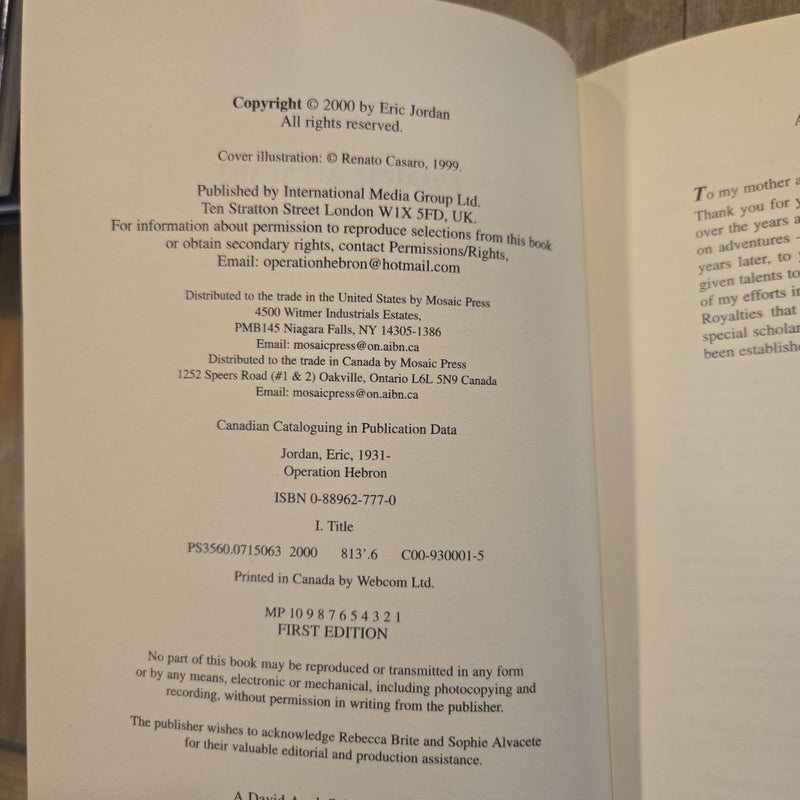 Copyright © 2000 by Eric Jordan
All rights reserved.
Cover illustration: © Renato Casaro, 1999.
Published by International Media Group Ltd.
Ten Stratton Street London W1X 5FD, UK.
For information about permission to reproduce selections from this book
or obtain secondary rights, contact Permissions/Rights,
Email: operationhebron@hotmail.com
Distributed to the trade in the United States by Mosaic Press
4500 Witmer Industrials Estates,
PMB145 Niagara Falls, NY 14305-1386
Email: mosaicpress@on.aibn.ca
Distributed to the trade in Canada by Mosaic Press
1252 Speers Road (#1 & 2) Oakville, Ontario L6L 5N9 Canada
Email: mosaicpress@on.aibn.ca
Canadian Cataloguing in Publication Data
Jordan, Eric, 1931-
Operation Hebron
ISBN 0-88962-777-0
I. Title
PS3560.0715063 2000 813'.6 C00-930001-5
Printed in Canada by Webcom Ltd.
MP 10 9 8 7 6 5 4 3 2 1
FIRST EDITION
No part of this book may be reproduced or transmitted in any form
or by any means, electronic or mechanical, including photocopying and
recording, without permission in writing from the publisher.
The publisher wishes to acknowledge Rebecca Brite and Sophie Alvacete
for their valuable editorial and production assistance.
A David
To my mother a
Thank you for y
over the years a
on adventures -
years later, to
given talents to
of my efforts i
Royalties that
special scholar
been establish